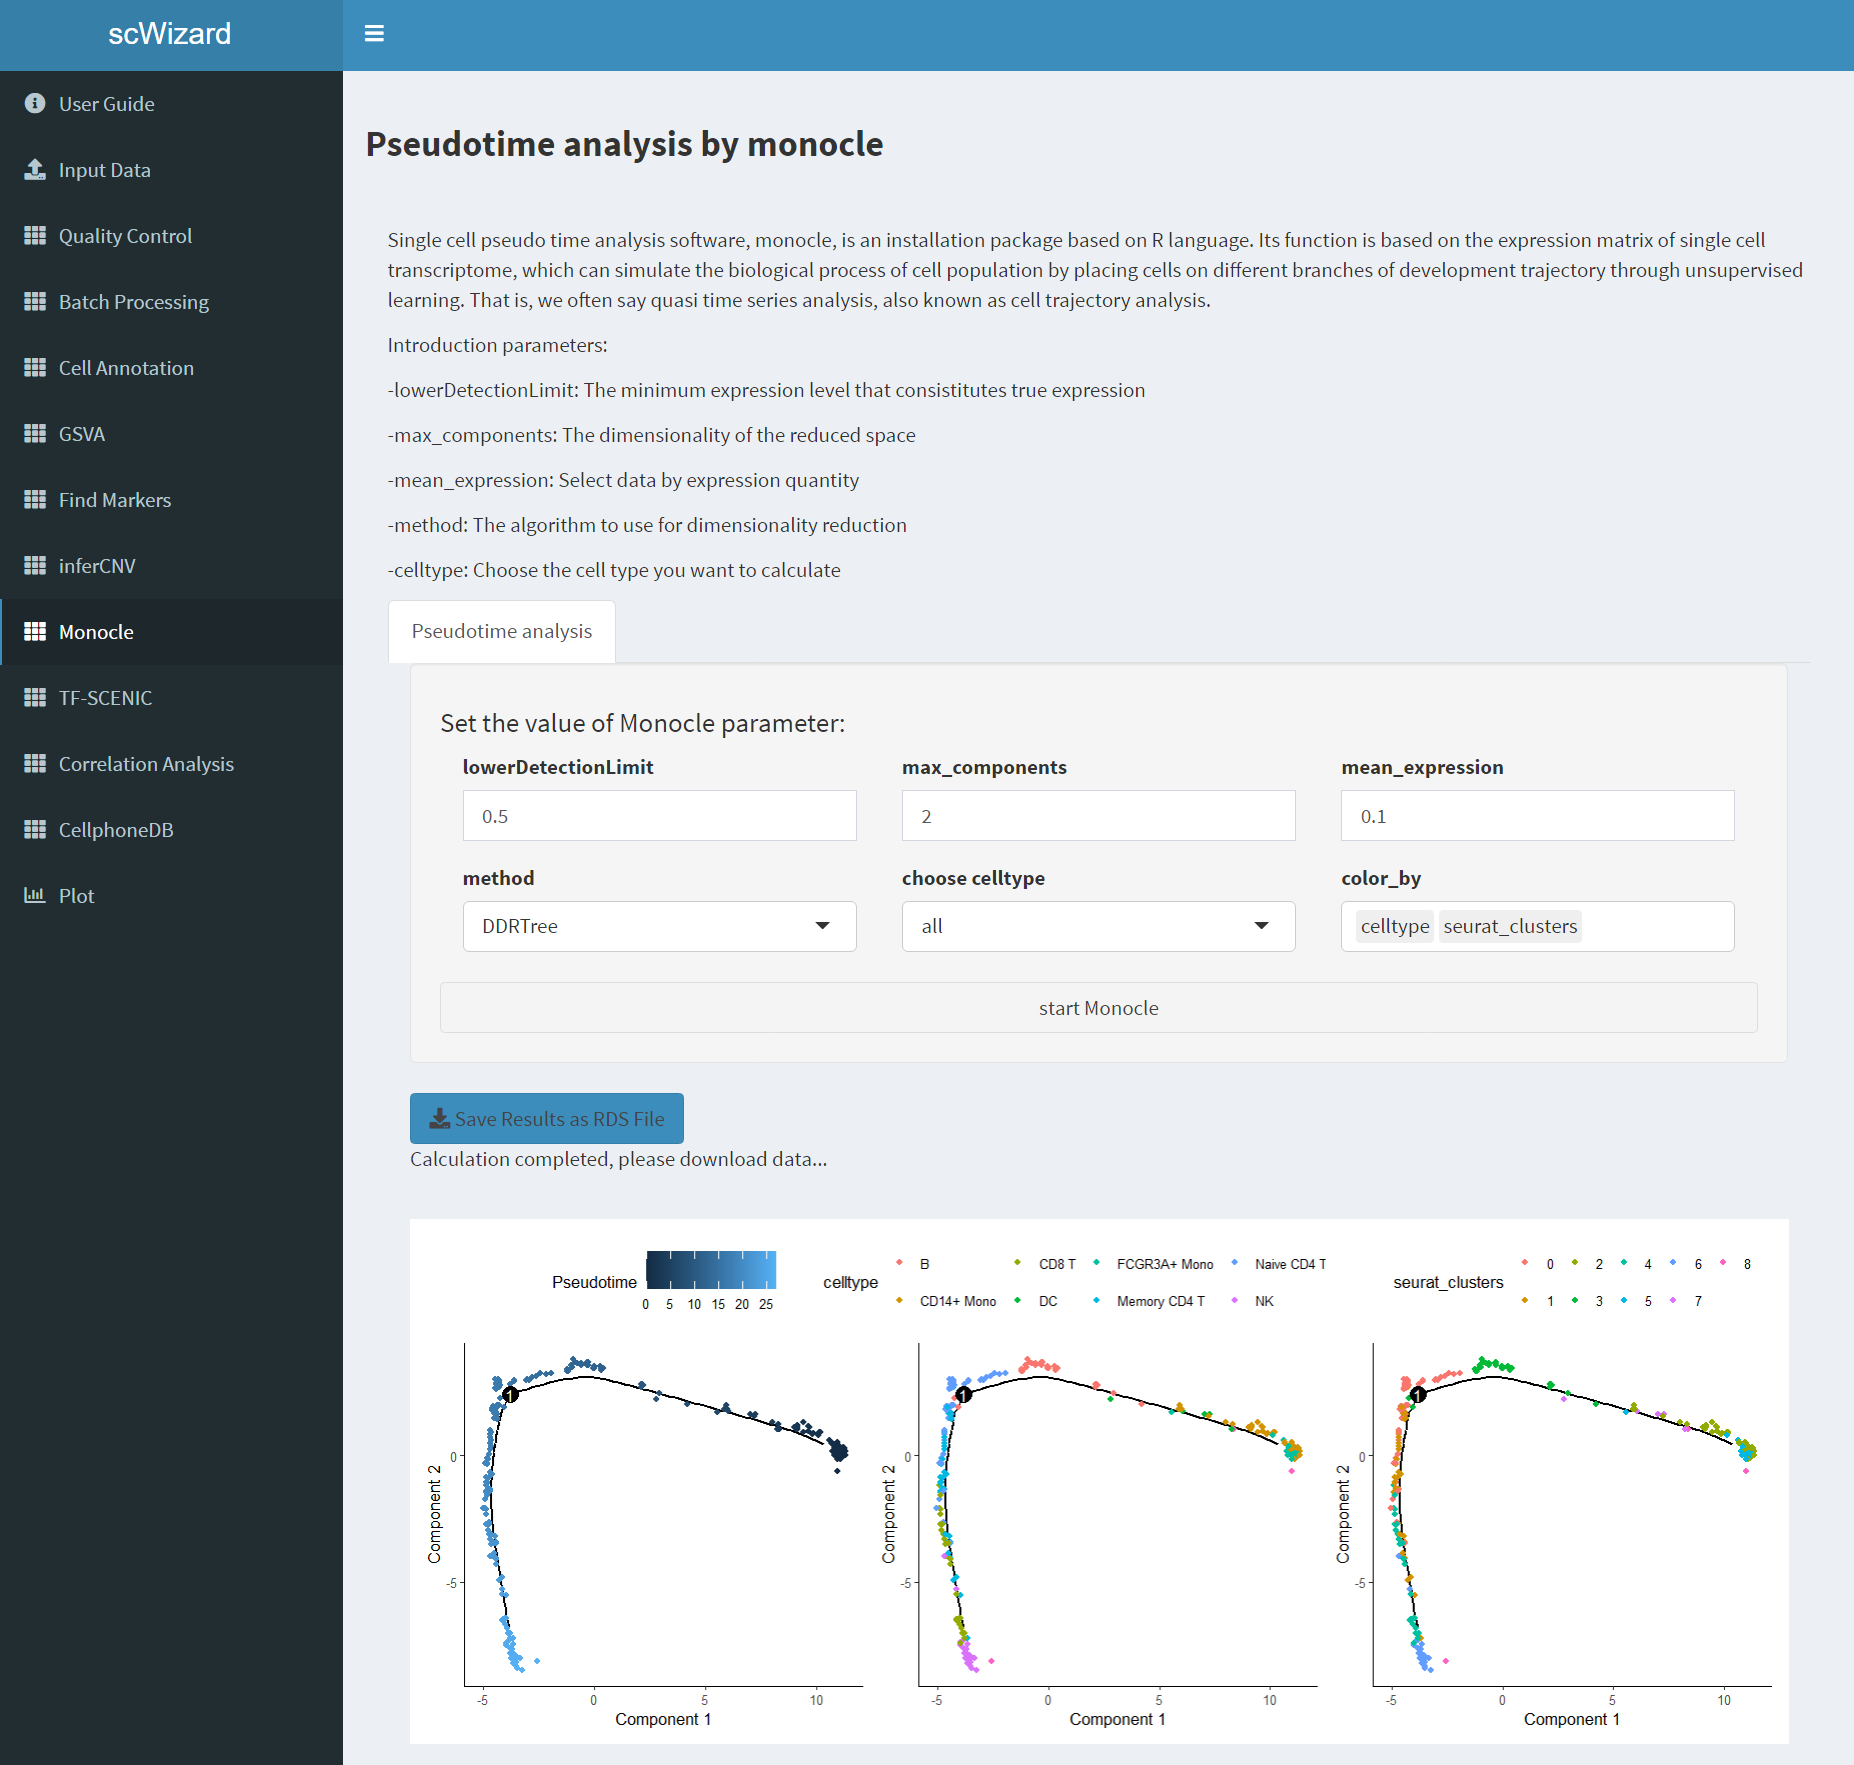 scWizard
User Guide
Input Data
Quality Control
Batch Processing
Cell Annotation
GSVA
Find Markers
inferCNV
Monocle
TF-SCENIC
Correlation Analysis
CellphoneDB
Plot
Pseudotime analysis by monocle
Single cell pseudo time analysis software, monocle, is an installation package based on R language. Its function is based on the expression matrix of single cell
transcriptome, which can simulate the biological process of cell population by placing cells on different branches of development trajectory through unsupervised
learning. That is, we often say quasi time series analysis, also known as cell trajectory analysis.
Introduction parameters:
-lowerDetectionLimit: The minimum expression level that consistitutes true expression
-max_components: The dimensionality of the reduced space
-mean_expression: Select data by expression quantity
-method: The algorithm to use for dimensionality reduction
-celltype: Choose the cell type you want to calculate
Pseudotime analysis
Set the value of Monocle parameter:
lowerDetectionLimit max_components mean_expression
0.5 2 0.1
method choose celltype color_by
DDRTree all celltype seurat_clusters
start Monocle
Save Results as RDS File
Calculation completed, please download data...
Pseudotime
0 5 10 15 20 25
celltype
B CD8 T FCGR3A+ Mono Naive CD4 T
CD14+ Mono DC Memory CD4 T NK
seurat_clusters
0 2 4 6 8
1 3 5 7
1
0
-5
Component 2
-5 0 5 10
Component 1
1
0
-5
Component 2
-5 0 5 10
Component 1
1
0
-5
Component 2
-5 0 5 10
Component 1